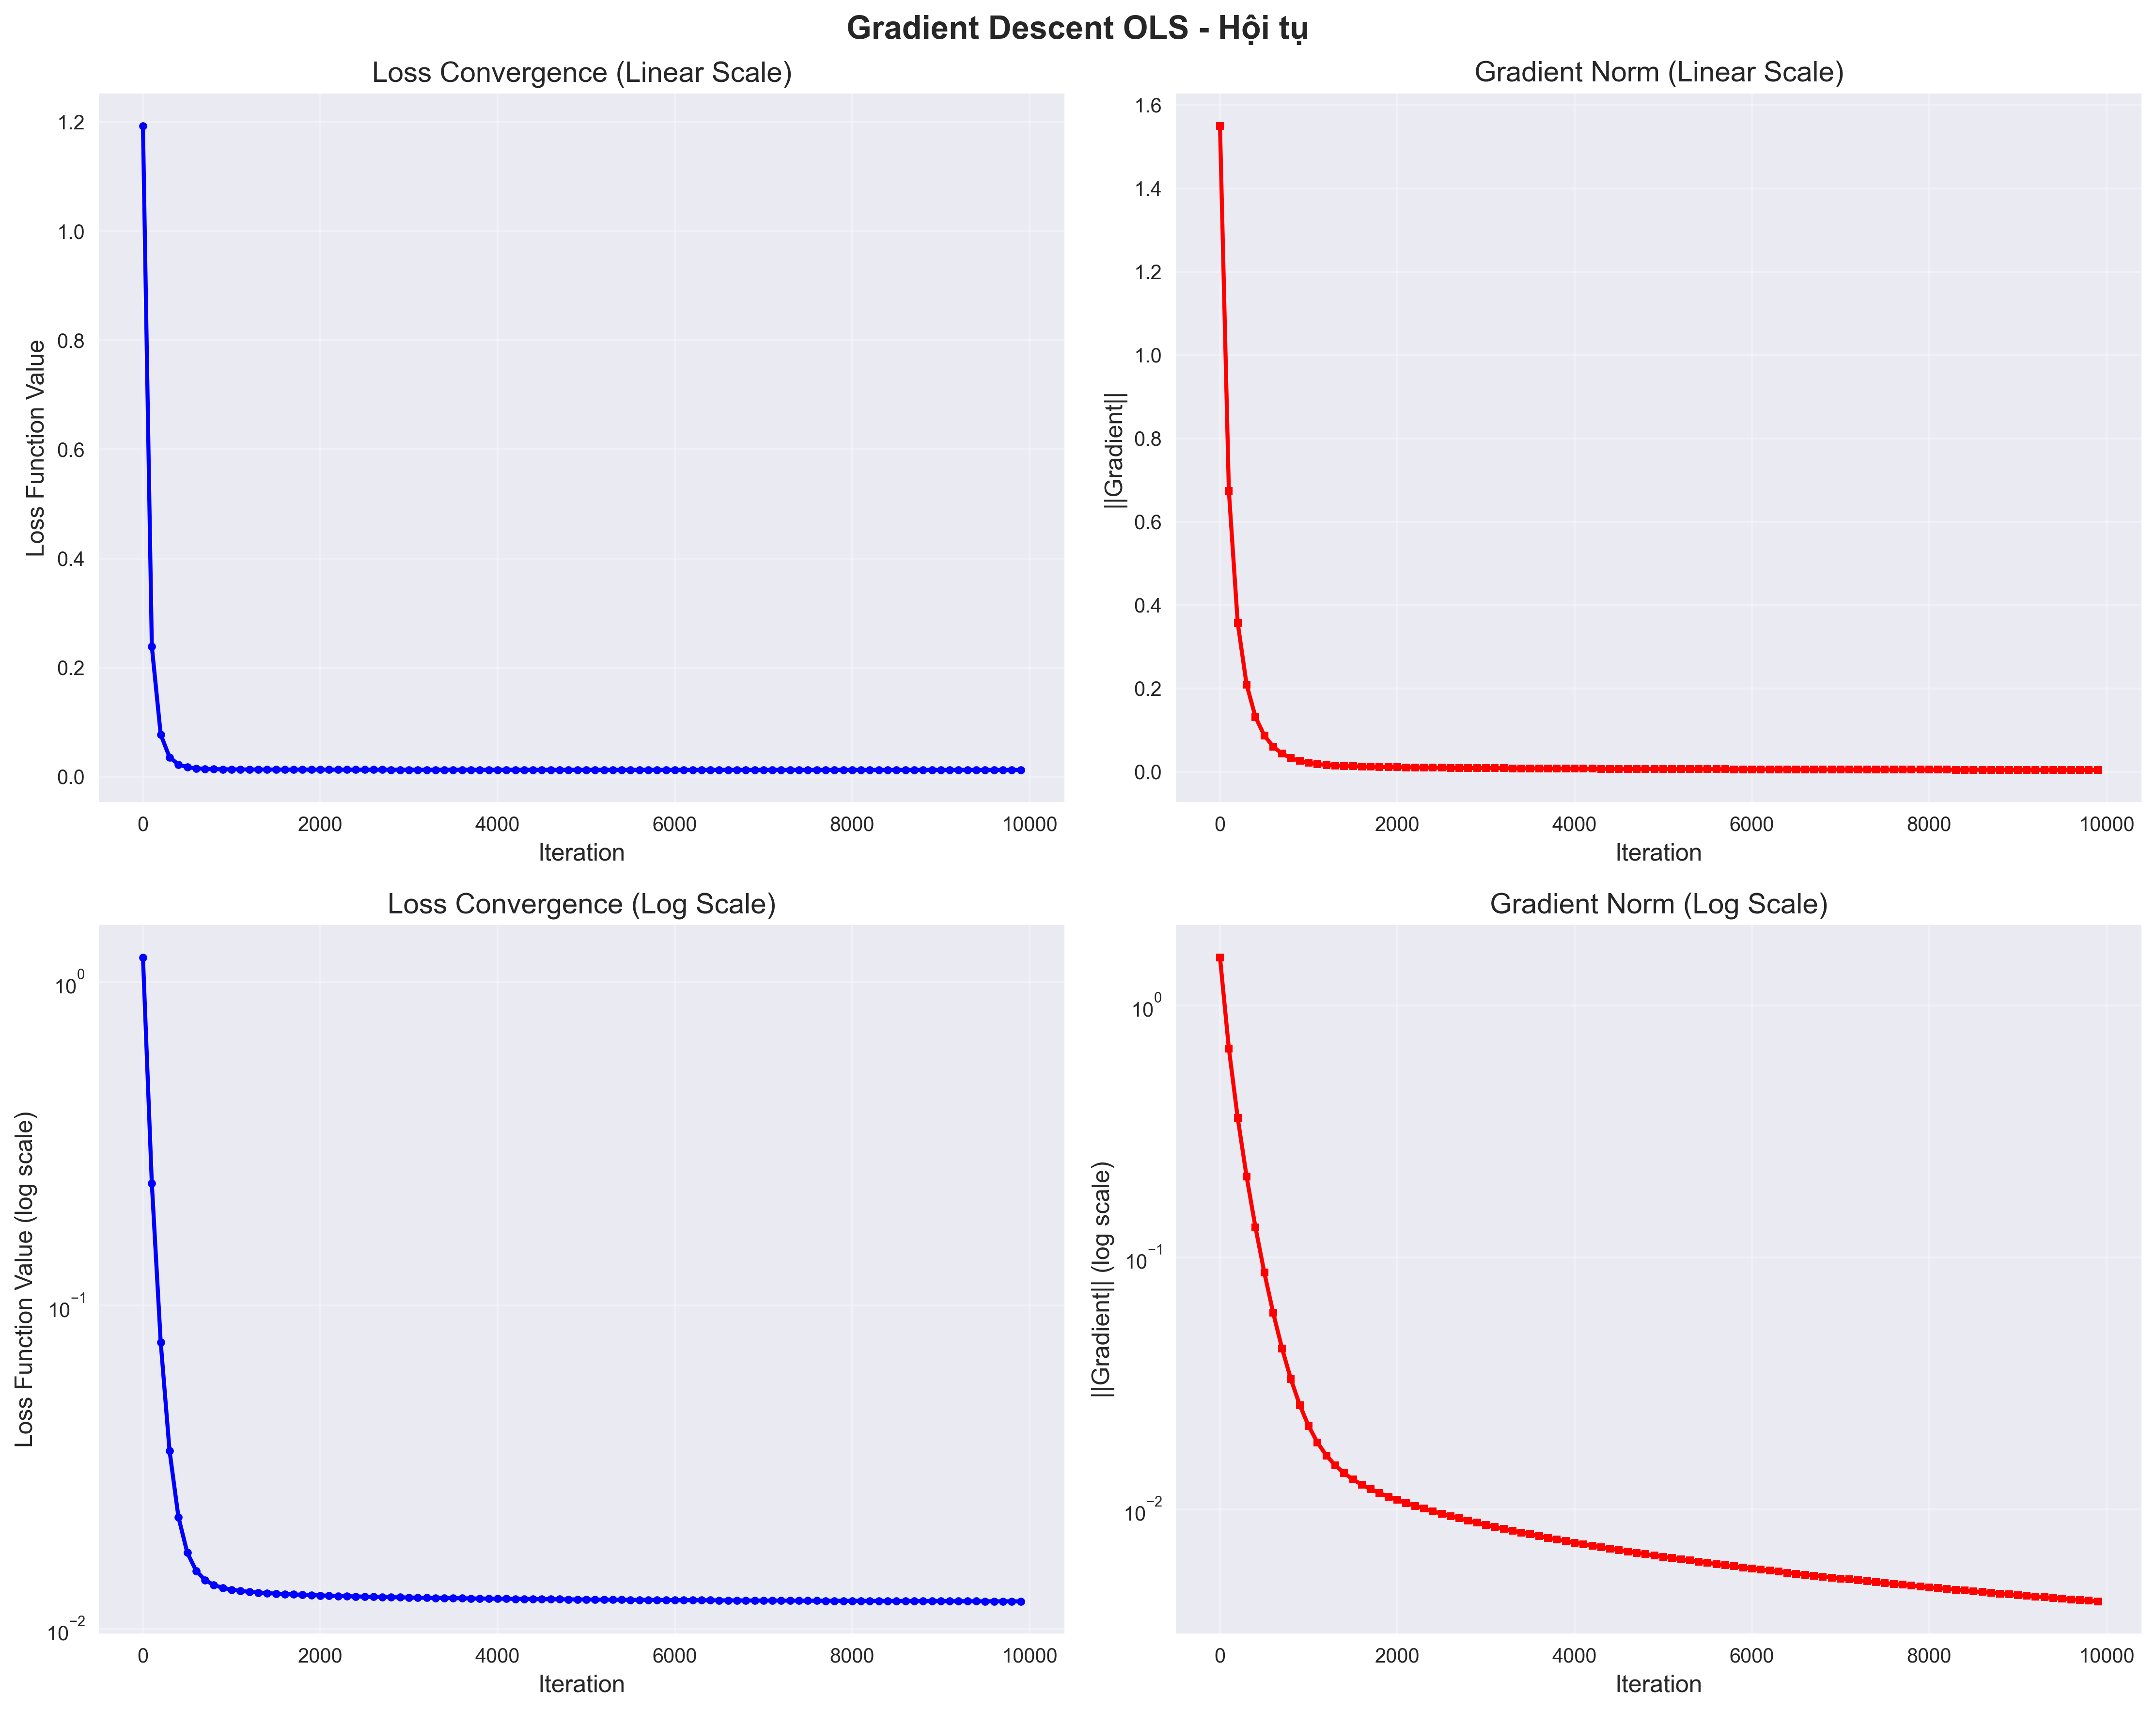 Gradient Descent OLS - Hội tụ
Loss Convergence (Linear Scale)
Loss Function Value
1.2
1.0
0.8
0.6
0.4
0.2
0.0
0 2000 4000 6000 8000 10000
Iteration
Gradient Norm (Linear Scale)
||Gradient||
1.6
1.4
1.2
1.0
0.8
0.6
0.4
0.2
0.0
0 2000 4000 6000 8000 10000
Iteration
Loss Convergence (Log Scale)
Loss Function Value (log scale)
10⁰
10⁻¹
10⁻²
0 2000 4000 6000 8000 10000
Iteration
Gradient Norm (Log Scale)
||Gradient|| (log scale)
10⁰
10⁻¹
10⁻²
0 2000 4000 6000 8000 10000
Iteration